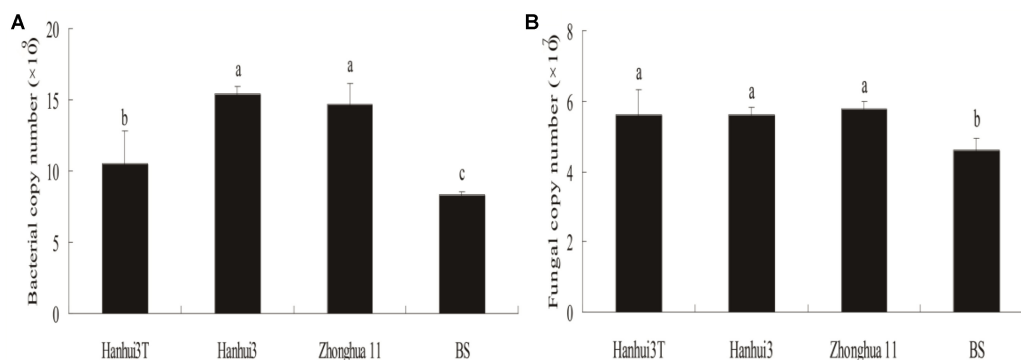 A
Bacterial copy number (×10⁹)
20
15
10
5
0
b
a
a
c
Hanhui3T Hanhui3 Zhonghua 11 BS
B
Fungal copy number (×10⁷)
8
6
4
2
0
a
a
a
b
Hanhui3T Hanhui3 Zhonghua 11 BS